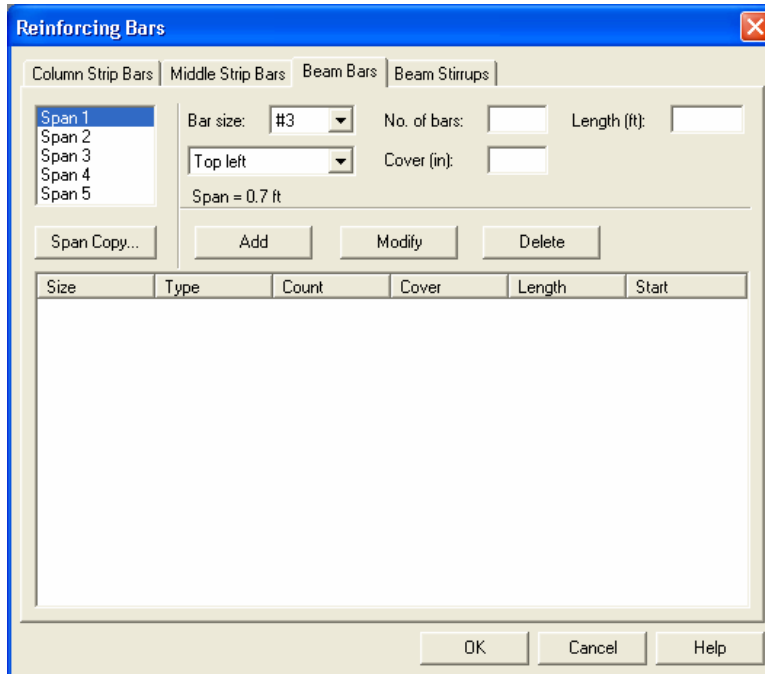 Reinforcing Bars
Column Strip Bars Middle Strip Bars Beam Bars Beam Stirrups
Span 1
Span 2
Span 3
Span 4
Span 5
Bar size: #3 No. of bars: Length (ft):
Top left Cover (in):
Span = 0.7 ft
Span Copy... Add Modify Delete
Size Type Count Cover Length Start
OK Cancel Help